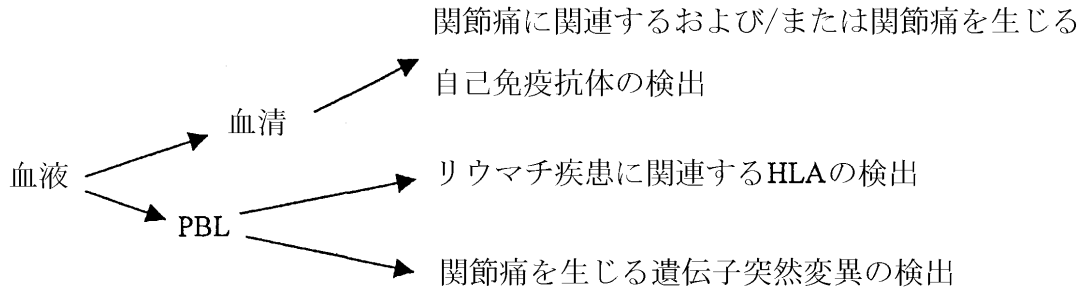 関節痛に関連するおよび/または関節痛を生じる
自己免疫抗体の検出
血清
血液
リウマチ疾患に関連するHLAの検出
PBL
関節痛を生じる遺伝子突然変異の検出